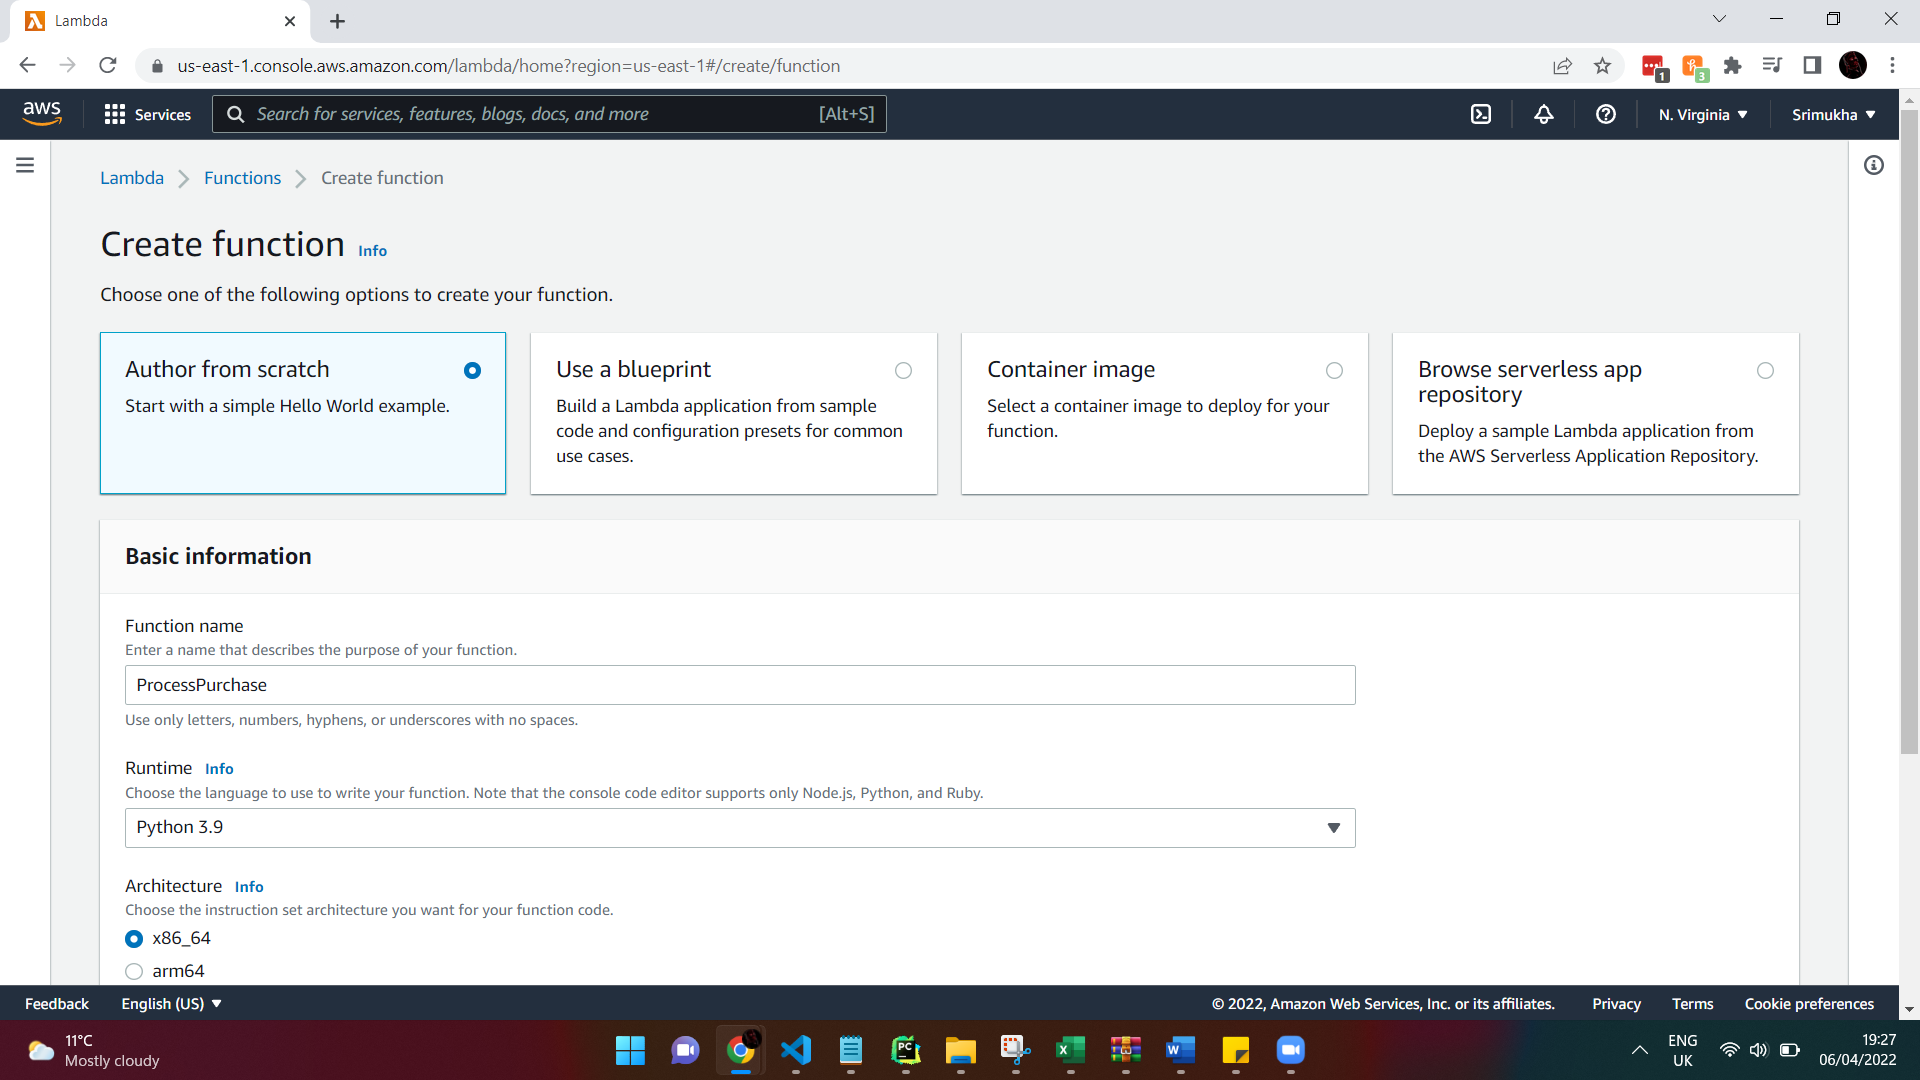 Lambda
us-east-1.console.aws.amazon.com/lambda/home?region=us-east-1#/create/function
1
3
aws
Services
Search for services, features, blogs, docs, and more
[Alt+S]
N. Virginia
Srimukha
Lambda
Functions
Create function
Create function Info
Choose one of the following options to create your function.
Author from scratch
Start with a simple Hello World example.
Use a blueprint
Build a Lambda application from sample
code and configuration presets for common
use cases.
Container image
Select a container image to deploy for your
function.
Browse serverless app
repository
Deploy a sample Lambda application from
the AWS Serverless Application Repository.
Basic information
Function name
Enter a name that describes the purpose of your function.
ProcessPurchase
Use only letters, numbers, hyphens, or underscores with no spaces.
Runtime Info
Choose the language to use to write your function. Note that the console code editor supports only Node.js, Python, and Ruby.
Python 3.9
Architecture Info
Choose the instruction set architecture you want for your function code.
x86_64
arm64
Feedback
English (US)
© 2022, Amazon Web Services, Inc. or its affiliates.
Privacy
Terms
Cookie preferences
11°C
Mostly cloudy
PC
X
W
ENG
UK
19:27
06/04/2022